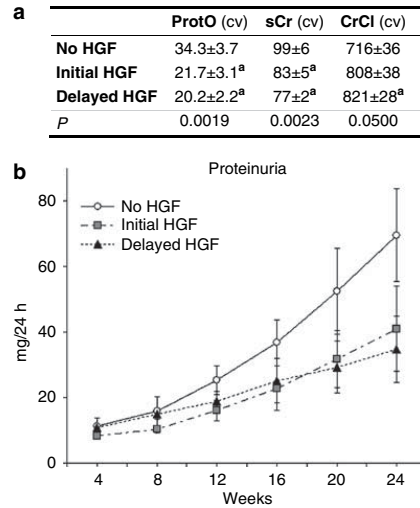 a
ProtO (cv) sCr (cv) CrCl (cv)
No HGF 34.3±3.7 99±6 716±36
Initial HGF 21.7±3.1ᵃ 83±5ᵃ 808±38
Delayed HGF 20.2±2.2ᵃ 77±2ᵃ 821±28ᵃ
P 0.0019 0.0023 0.0500
b
Proteinuria
No HGF
Initial HGF
Delayed HGF
mg/24 h
80
60
40
20
0
4 8 12 16 20 24
Weeks